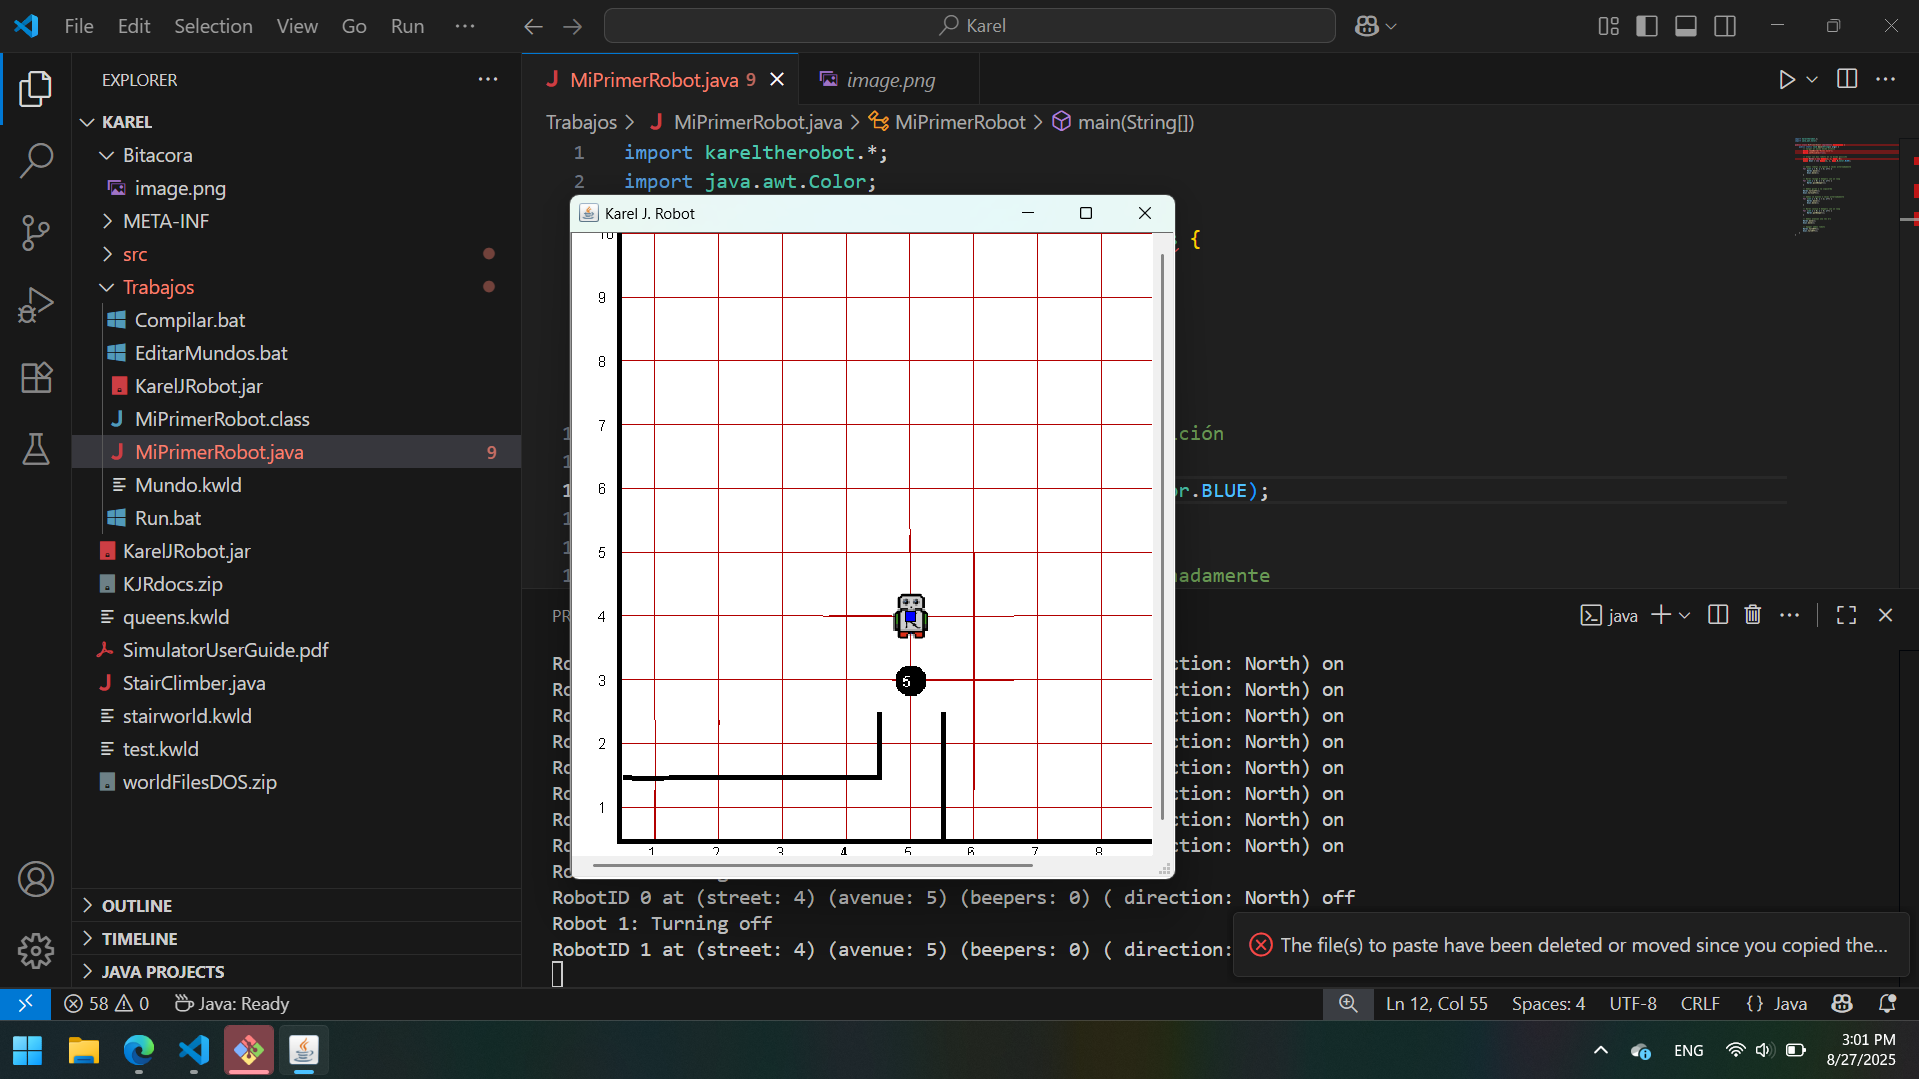 File Edit Selection View Go Run ··· Karel
EXPLORER ···
KAREL
Bitacora
image.png
META-INF
src
Trabajos
Compilar.bat
EditarMundos.bat
KarelJRobot.jar
MiPrimerRobot.class
MiPrimerRobot.java 9
Mundo.kwld
Run.bat
KarelJRobot.jar
KJRdocs.zip
queens.kwld
SimulatorUserGuide.pdf
StairClimber.java
stairworld.kwld
test.kwld
worldFilesDOS.zip
OUTLINE
TIMELINE
JAVA PROJECTS
MiPrimerRobot.java 9 image.png
Trabajos > MiPrimerRobot.java > MiPrimerRobot > main(String[])
1 import kareltherobot.*;
2 import java.awt.Color;
{
ción
r.BLUE);
adamente
Karel J. Robot
10
9
8
7
6
5
4
3 5
2
1
1 2 3 4 5 6 7 8
java
ction: North) on
ction: North) on
ction: North) on
ction: North) on
ction: North) on
ction: North) on
ction: North) on
ction: North) on
RobotID 0 at (street: 4) (avenue: 5) (beepers: 0) ( direction: North) off
Robot 1: Turning off
RobotID 1 at (street: 4) (avenue: 5) (beepers: 0) ( direction:
The file(s) to paste have been deleted or moved since you copied the...
58 0 Java: Ready Ln 12, Col 55 Spaces: 4 UTF-8 CRLF {} Java
ENG 3:01 PM
8/27/2025